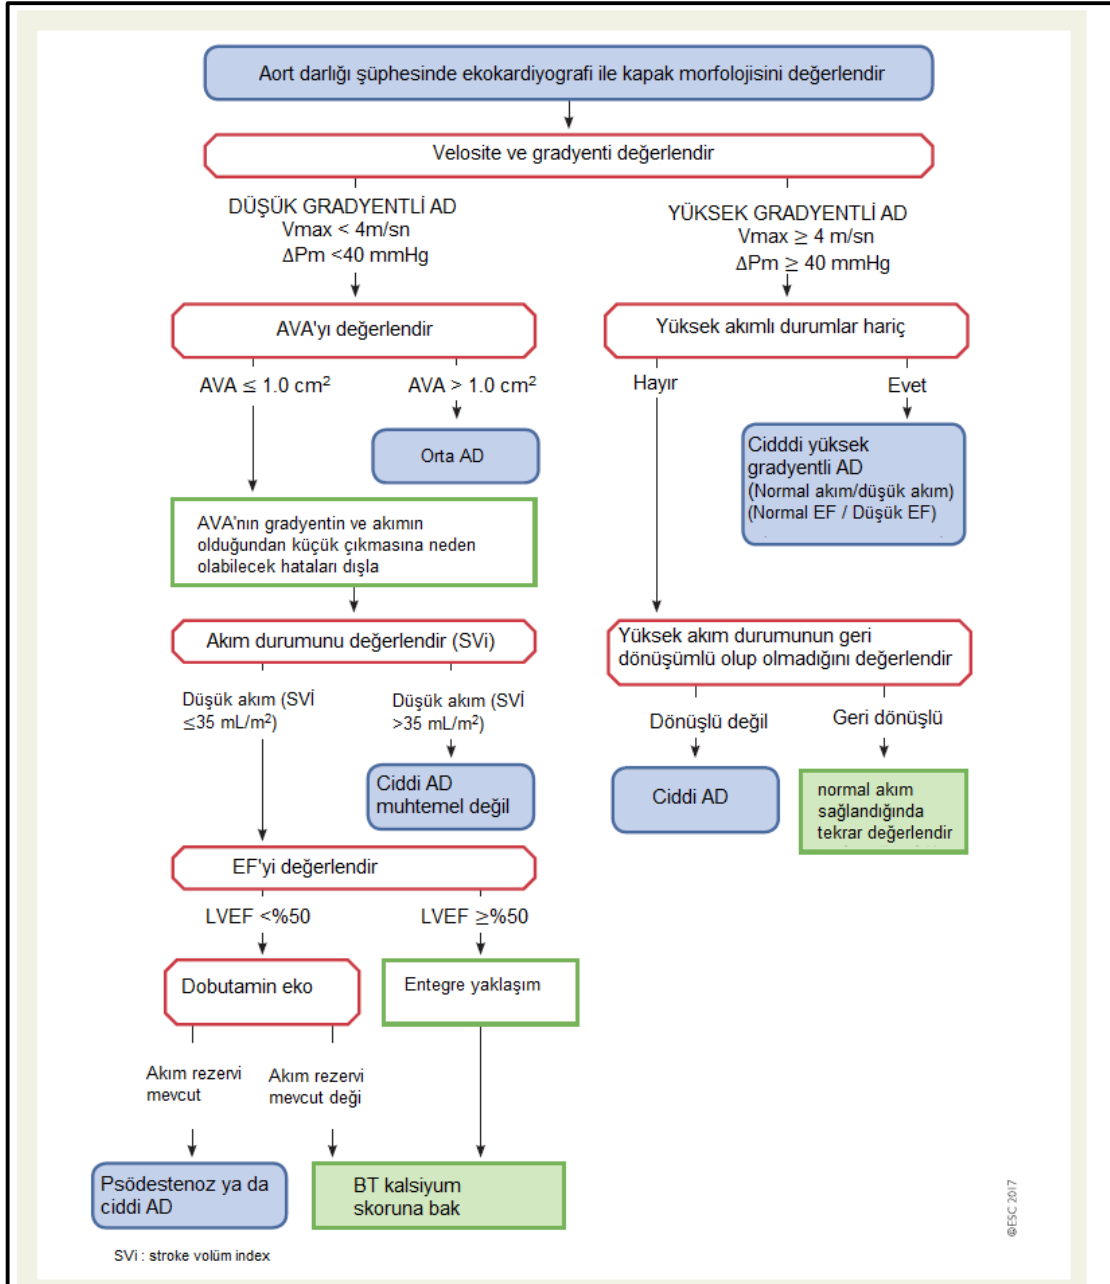 Aort darlığı şüphesinde ekokardiyografi ile kapak morfolojisini değerlendir
Velosite ve gradyenti değerlendir
DÜŞÜK GRADYENTLİ AD
Vmax < 4m/sn
ΔPm <40 mmHg
YÜKSEK GRADYENTLİ AD
Vmax ≥ 4 m/sn
ΔPm ≥ 40 mmHg
AVA'yı değerlendir
Yüksek akımlı durumlar hariç
AVA ≤ 1.0 cm²
AVA > 1.0 cm²
Hayır
Evet
Orta AD
Cidddi yüksek
gradyentli AD
(Normal akım/düşük akım)
(Normal EF / Düşük EF)
AVA'nın gradyentin ve akımın
olduğundan küçük çıkmasına neden
olabilecek hataları dışla
Akım durumunu değerlendir (SVi)
Yüksek akım durumunun geri
dönüşümlü olup olmadığını değerlendir
Düşük akım (SVİ
≤35 mL/m²)
Düşük akım (SVİ
>35 mL/m²)
Dönüşlü değil
Geri dönüşlü
Ciddi AD
muhtemel değil
Ciddi AD
normal akım
sağlandığında
tekrar değerlendir
EF'yi değerlendir
LVEF <%50
LVEF ≥%50
Dobutamin eko
Entegre yaklaşım
Akım rezervi
mevcut
Akım rezervi
mevcut deği
Psödestenoz ya da
ciddi AD
BT kalsiyum
skoruna bak
SVi : stroke volüm index
©ESC 2017